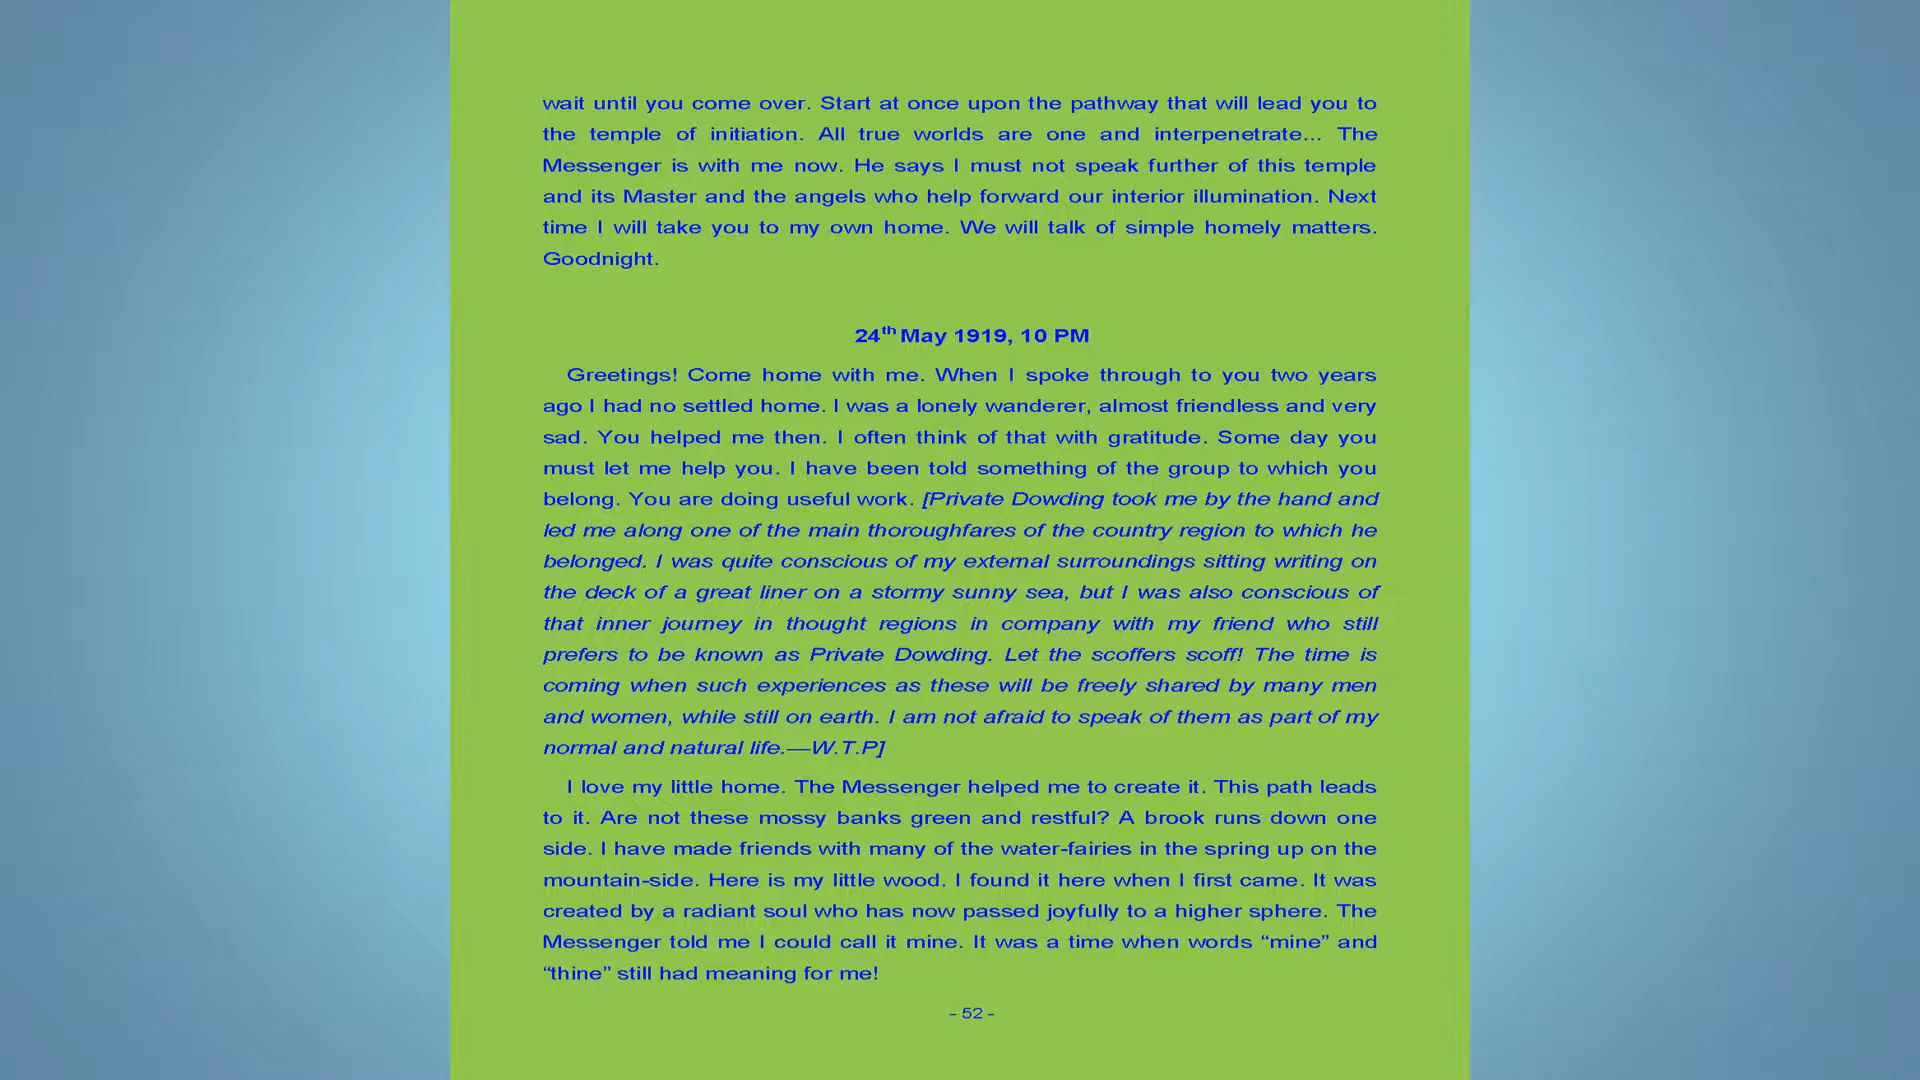 wait until you come over. Start at once upon the pathway that will lead you to
the temple of initiation. All true worlds are one and interpenetrate... The
Messenger is with me now. He says I must not speak further of this temple
and its Master and the angels who help forward our interior illumination. Next
time I will take you to my own home. We will talk of simple homely matters.
Goodnight.
24th May 1919, 10 PM
Greetings! Come home with me. When I spoke through to you two years
ago I had no settled home. I was a lonely wanderer, almost friendless and very
sad. You helped me then. I often think of that with gratitude. Some day you
must let me help you. I have been told something of the group to which you
belong. You are doing useful work. [Private Dowding took me by the hand and
led me along one of the main thoroughfares of the country region to which he
belonged. I was quite conscious of my external surroundings sitting writing on
the deck of a great liner on a stormy sunny sea, but I was also conscious of
that inner journey in thought regions in company with my friend who still
prefers to be known as Private Dowding. Let the scoffers scoff! The time is
coming when such experiences as these will be freely shared by many men
and women, while still on earth. I am not afraid to speak of them as part of my
normal and natural life.—W.T.P]
I love my little home. The Messenger helped me to create it. This path leads
to it. Are not these mossy banks green and restful? A brook runs down one
side. I have made friends with many of the water-fairies in the spring up on the
mountain-side. Here is my little wood. I found it here when I first came. It was
created by a radiant soul who has now passed joyfully to a higher sphere. The
Messenger told me I could call it mine. It was a time when words “mine” and
“thine” still had meaning for me!
- 52 -